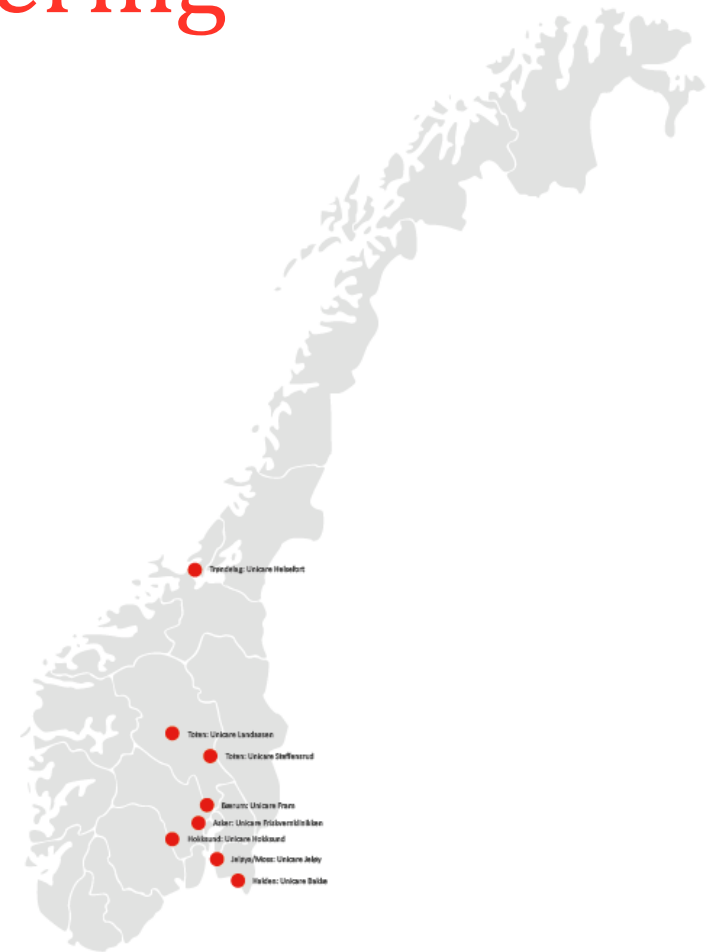 ering
Trøndelag: Unicare Helsefort
Toten: Unicare Landaasen
Toten: Unicare Steffensrud
Bærum: Unicare Fram
Asker: Unicare Friskvernklinikken
Hokksund: Unicare Hokksund
Jeløya/Moss: Unicare Jeløy
Halden: Unicare Bakke